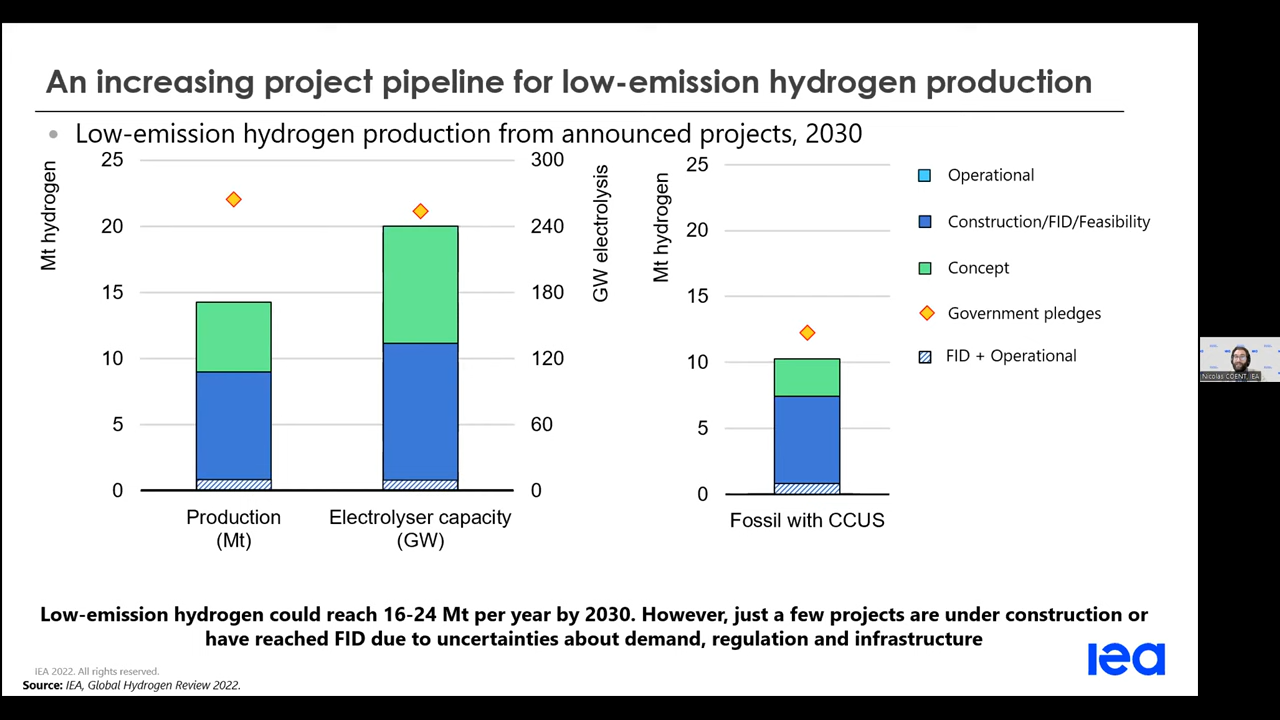 An increasing project pipeline for low-emission hydrogen production
Low-emission hydrogen production from announced projects, 2030
Mt hydrogen
25
20
15
10
5
0
300
240
180
120
60
0
GW electrolysis
Production
(Mt)
Electrolyser capacity
(GW)
Mt hydrogen
25
20
15
10
5
0
Fossil with CCUS
Operational
Construction/FID/Feasibility
Concept
Government pledges
FID + Operational
Low-emission hydrogen could reach 16-24 Mt per year by 2030. However, just a few projects are under construction or
have reached FID due to uncertainties about demand, regulation and infrastructure
IEA 2022. All rights reserved.
Source: IEA, Global Hydrogen Review 2022.
iea
Nicolas COENT, IEA